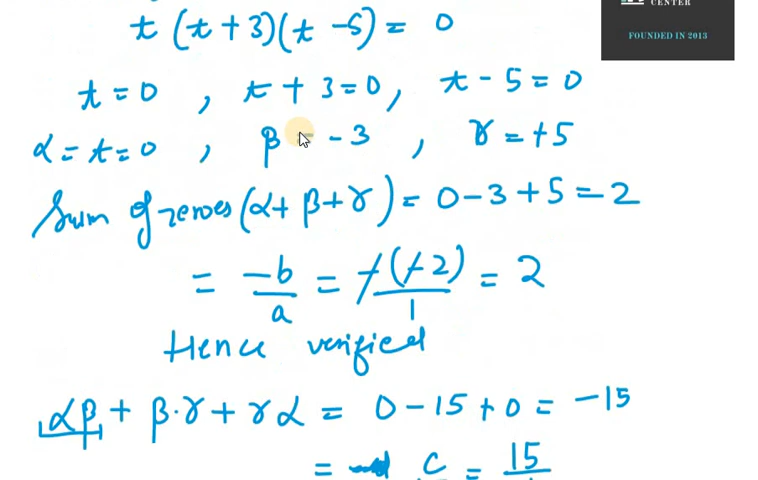 CENTER
FOUNDED IN 2013
t (t + 3)(t - 5) = 0
t = 0 , t + 3 = 0, t - 5 = 0
α = t = 0 , β = - 3 , γ = +5
Sum of zeroes (α + β + γ) = 0 - 3 + 5 = 2
= -b/a = -(-2)/1 = 2
Hence verified
αβ + β·γ + γα = 0 - 15 + 0 = -15
= c = 15